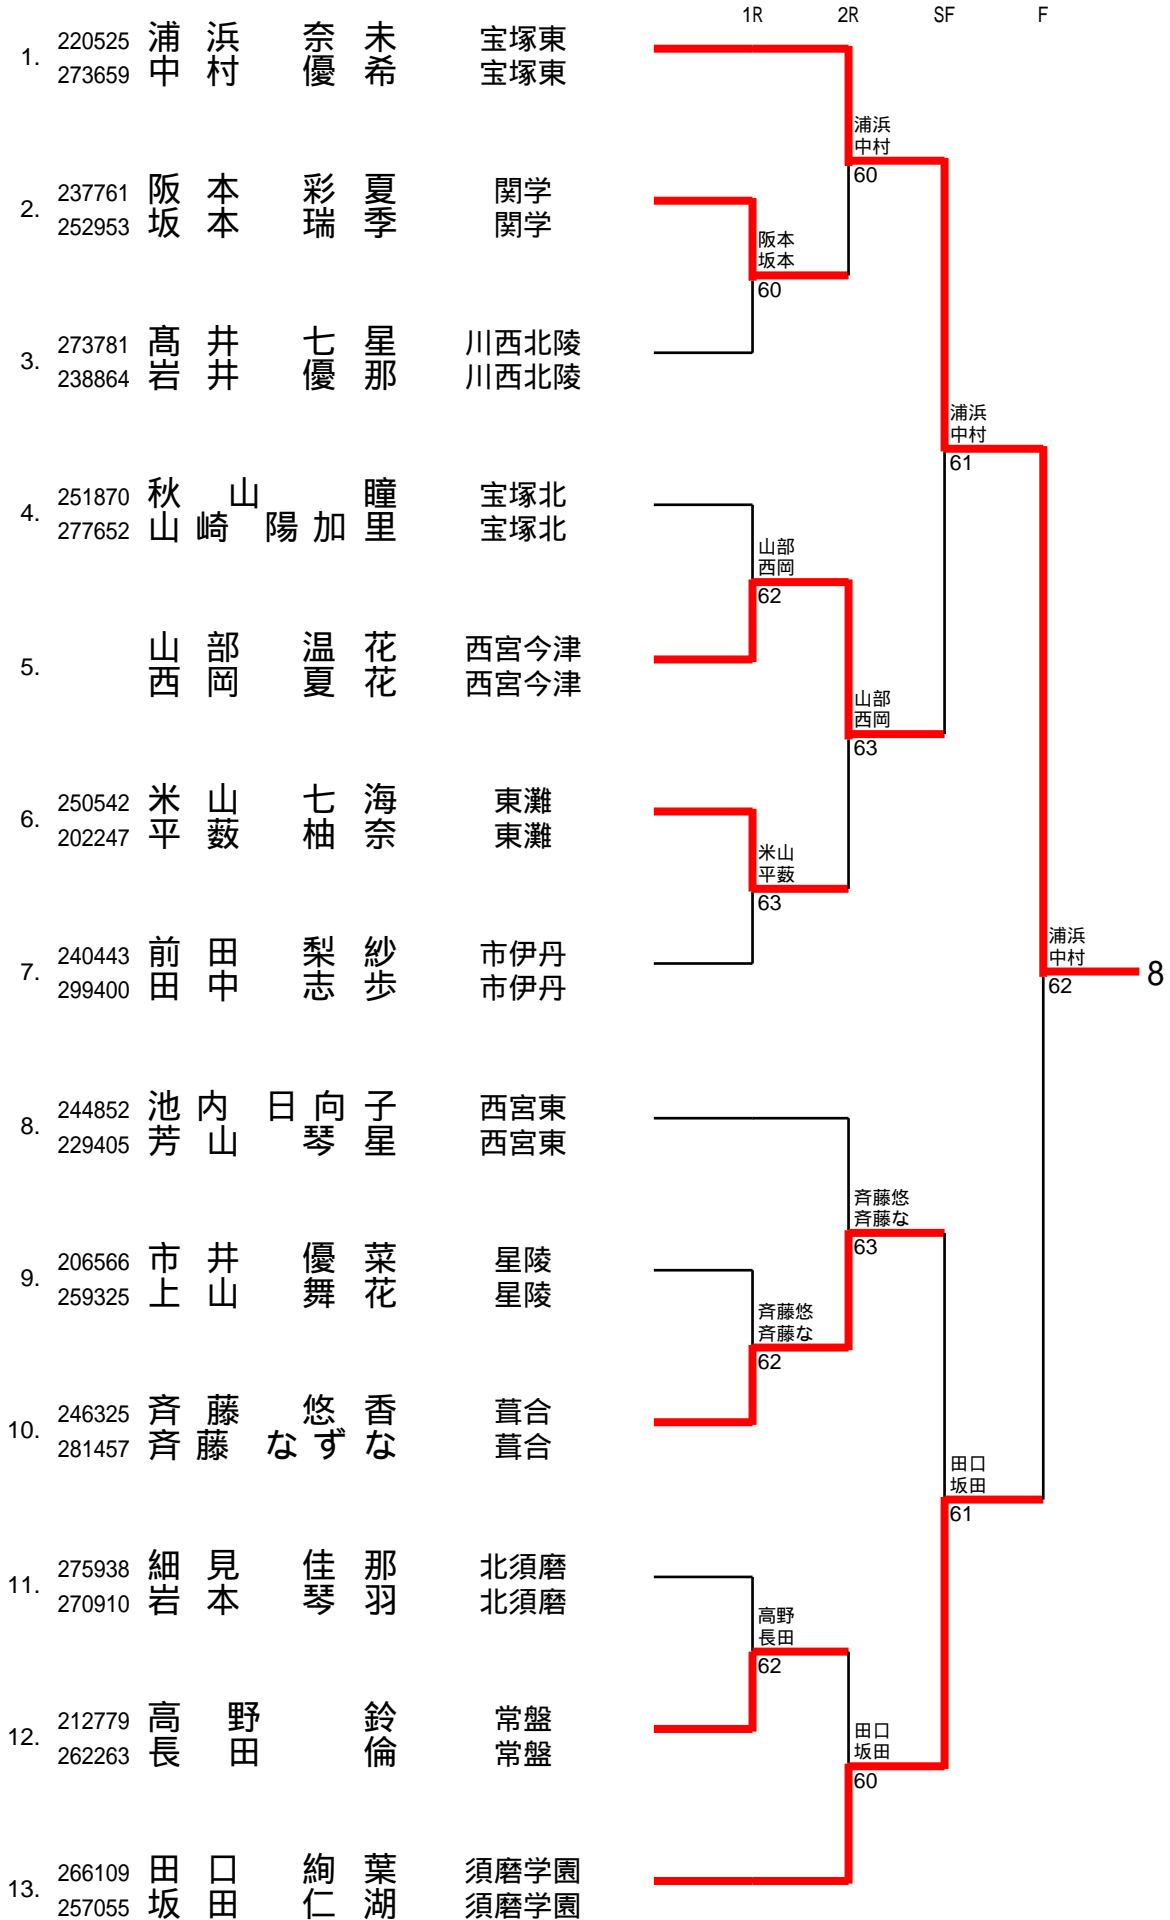 1R 2R SF F
1. 220525 浦浜 奈未 宝塚東
273659 中村 優希 宝塚東
浦浜
中村
60
2. 237761 阪本 彩夏 関学
252953 坂本 瑞季 関学
阪本
坂本
60
3. 273781 髙井 七星 川西北陵
238864 岩井 優那 川西北陵
浦浜
中村
61
4. 251870 秋山 瞳 宝塚北
277652 山崎 陽加里 宝塚北
山部
西岡
62
5. 山部 温花 西宮今津
西岡 夏花 西宮今津
山部
西岡
63
6. 250542 米山 七海 東灘
202247 平薮 柚奈 東灘
米山
平薮
63
7. 240443 前田 梨紗 市伊丹
299400 田中 志歩 市伊丹
浦浜
中村
62
8
8. 244852 池内 日向子 西宮東
229405 芳山 琴星 西宮東
斉藤悠
斉藤な
63
9. 206566 市井 優菜 星陵
259325 上山 舞花 星陵
斉藤悠
斉藤な
62
10. 246325 斉藤 悠香 葺合
281457 斉藤 なずな 葺合
田口
坂田
61
11. 275938 細見 佳那 北須磨
270910 岩本 琴羽 北須磨
高野
長田
62
12. 212779 高野 鈴 常盤
262263 長田 倫 常盤
田口
坂田
60
13. 266109 田口 絢葉 須磨学園
257055 坂田 仁湖 須磨学園